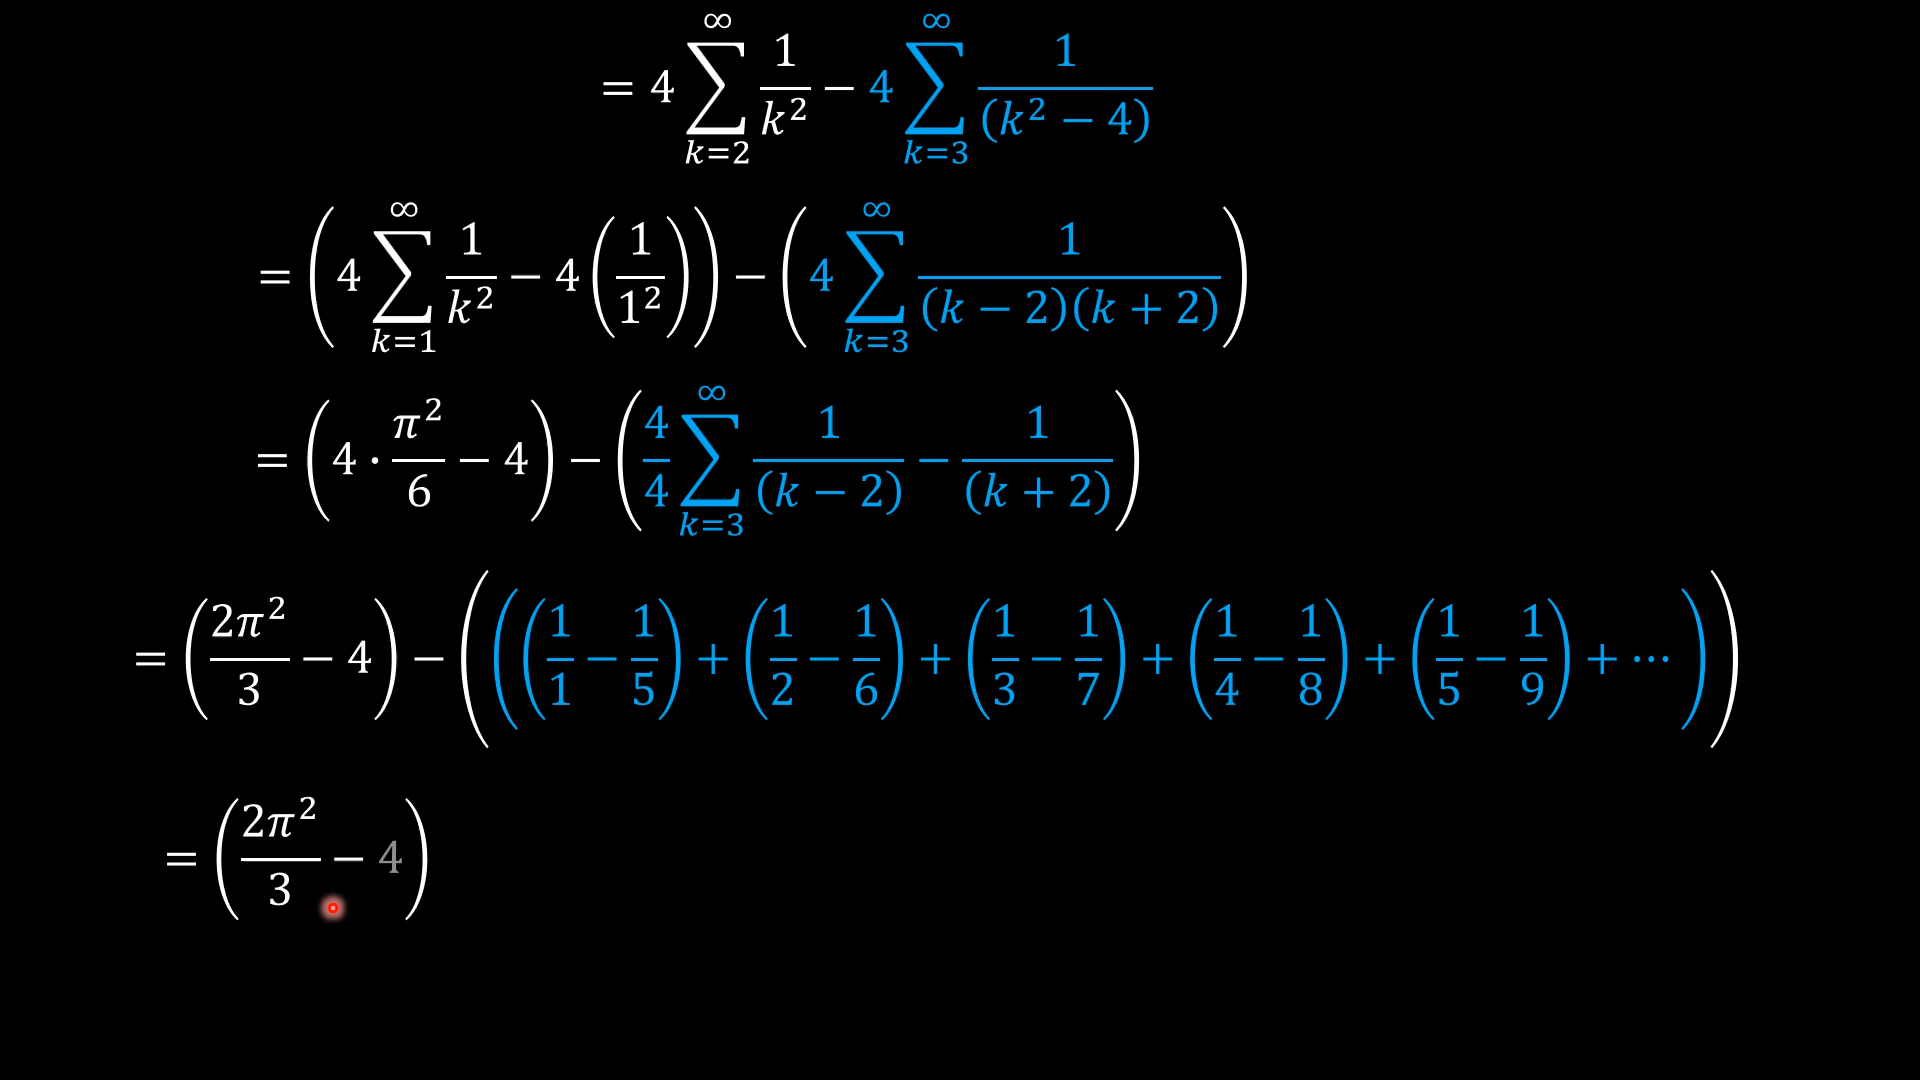 = 4 ∑_{k=2}^{∞} 1/k² − 4 ∑_{k=3}^{∞} 1/(k² − 4)
= (4 ∑_{k=1}^{∞} 1/k² − 4(1/1²)) − (4 ∑_{k=3}^{∞} 1/((k − 2)(k + 2)))
= (4 · π²/6 − 4) − (4/4 ∑_{k=3}^{∞} 1/(k − 2) − 1/(k + 2))
= (2π²/3 − 4) − (((1/1 − 1/5) + (1/2 − 1/6) + (1/3 − 1/7) + (1/4 − 1/8) + (1/5 − 1/9) + ⋯))
= (2π²/3 − 4)